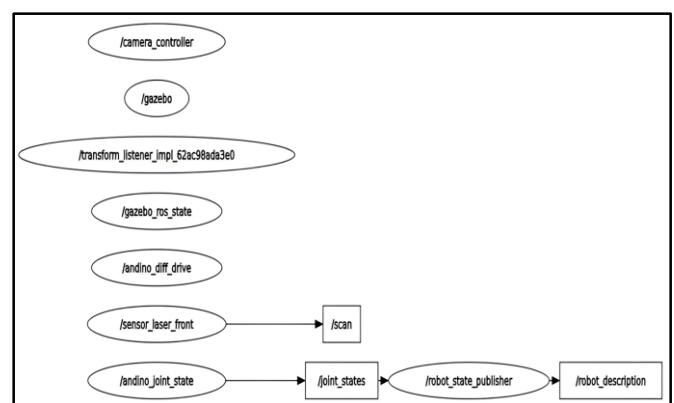 /camera_controller
/gazebo
/transform_listener_impl_62ac98ada3e0
/gazebo_ros_state
/andino_diff_drive
/sensor_laser_front /scan
/andino_joint_state /joint_states /robot_state_publisher /robot_description